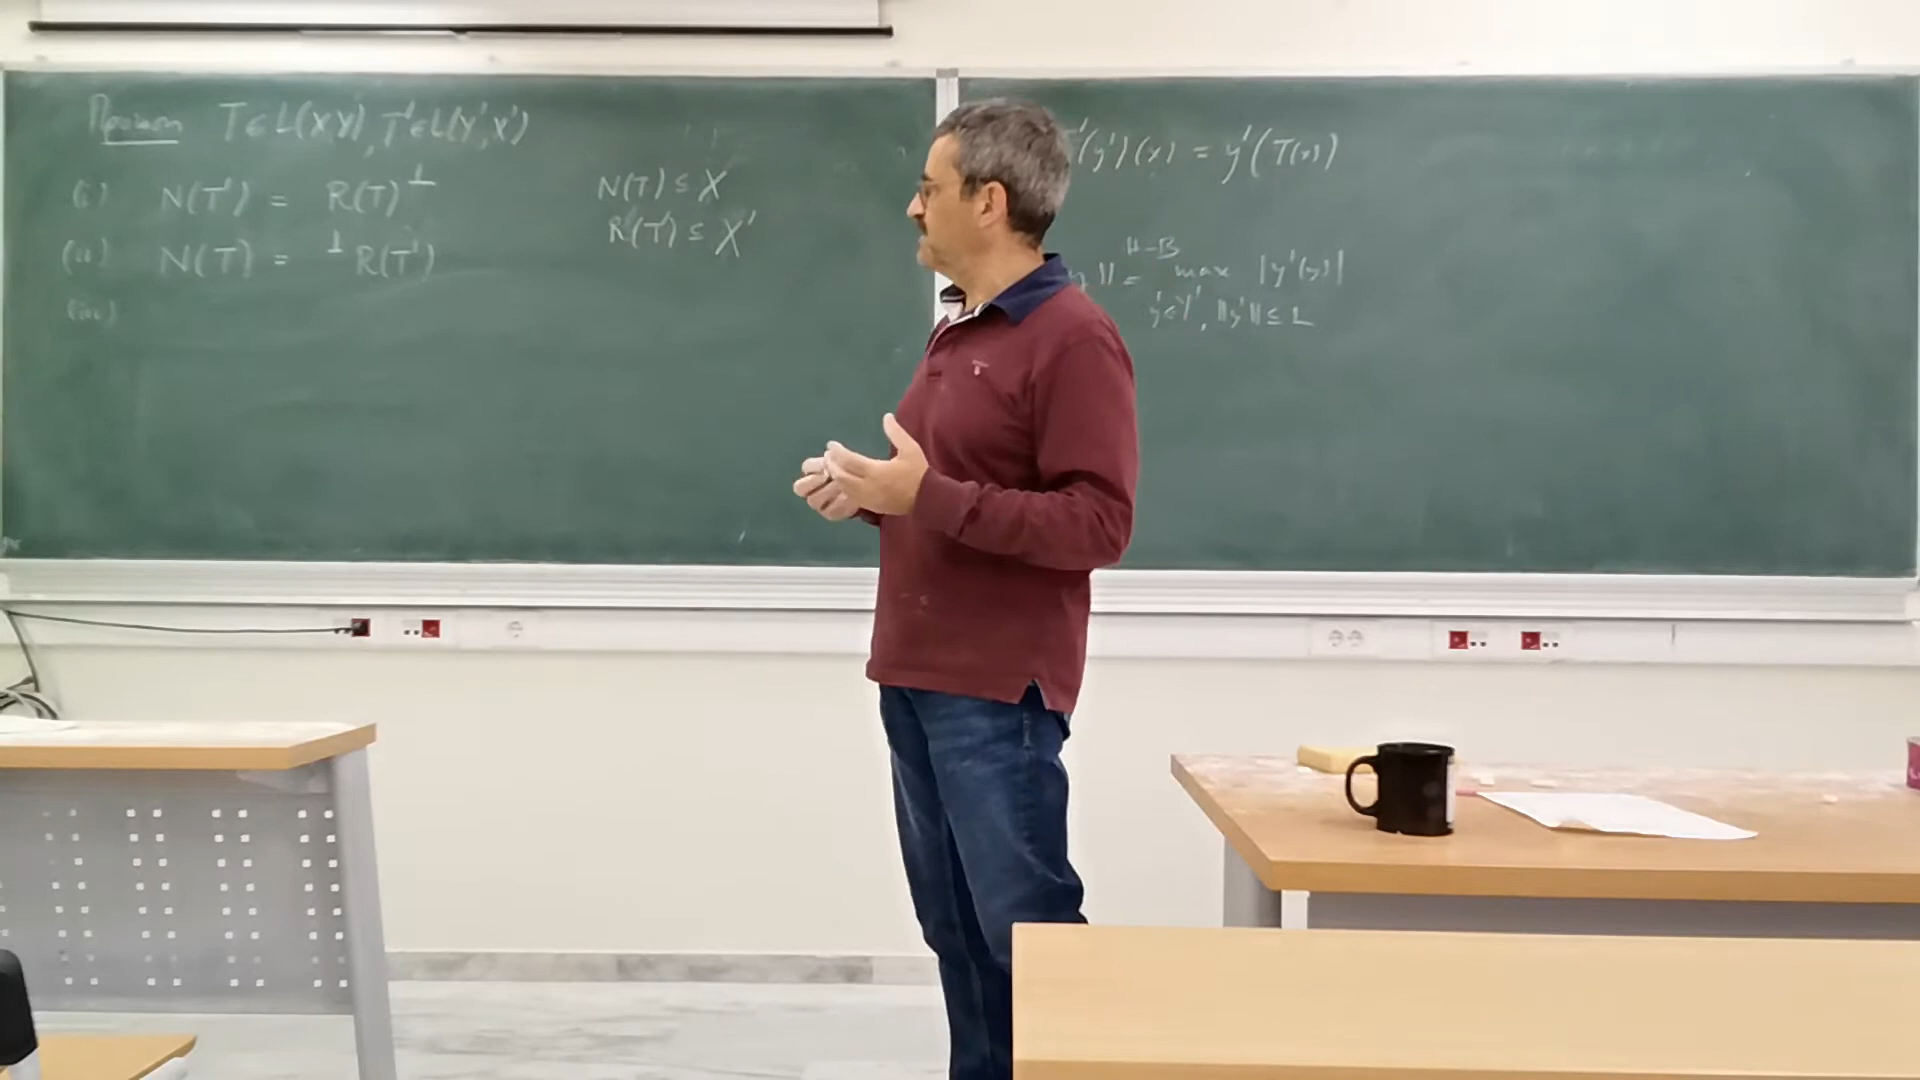 Πρόταση T∈L(X,Y), T'∈L(Y',X')
(i) N(T') = R(T)^⊥
(ii) N(T) = ^⊥R(T')
(iii)
N(T) ⊆ X
R(T') ⊆ X'
'(y')(x) = y'(T(x))
H-B
y|| = max |y'(y)|
y'∈Y', ||y'|| ≤ 1